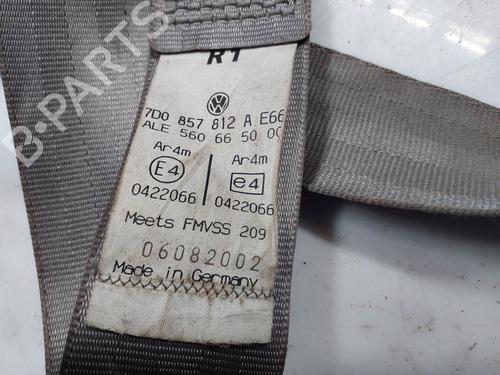 B-PARTS
R1
7D0 857 812 A E66
ALE 560 66 50 00
Ar4m Ar4m
E4 e4
0422066 0422066
Meets FMVSS 209
06082002
Made in Germany